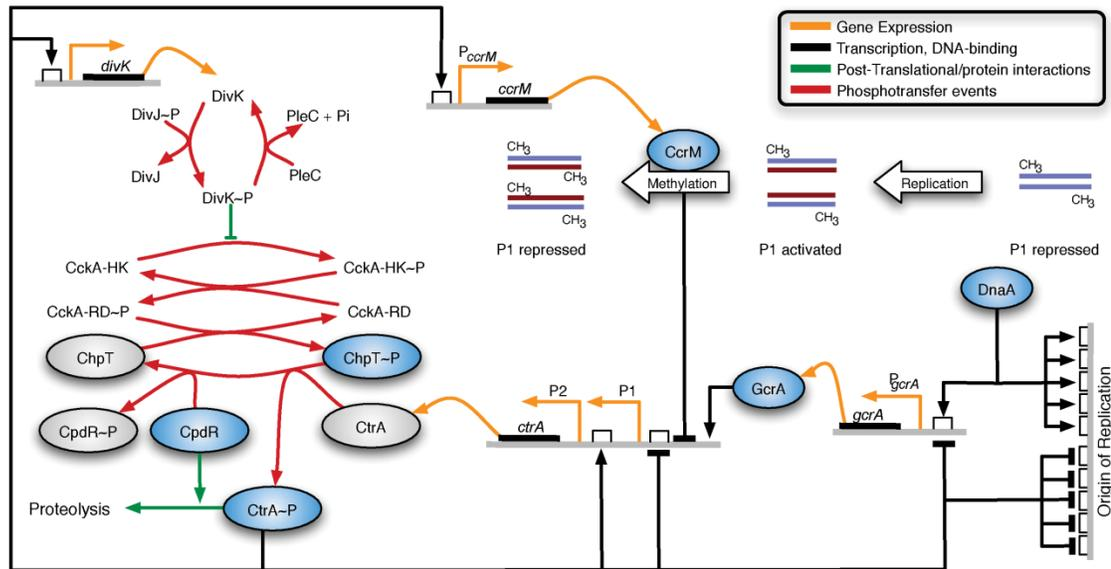 Gene Expression
Transcription, DNA-binding
Post-Translational/protein interactions
Phosphotransfer events
divK
PccrM
ccrM
DivK
DivJ~P
PleC + Pi
DivJ
PleC
DivK~P
CcrM
Methylation
Replication
CH3
CH3
CH3
CH3
CH3
CH3
CH3
CH3
P1 repressed
P1 activated
P1 repressed
CckA-HK
CckA-HK~P
CckA-RD~P
CckA-RD
ChpT
ChpT~P
CpdR~P
CpdR
CtrA
Proteolysis
CtrA~P
P2
P1
ctrA
GcrA
PgcrA
gcrA
DnaA
Origin of Replication